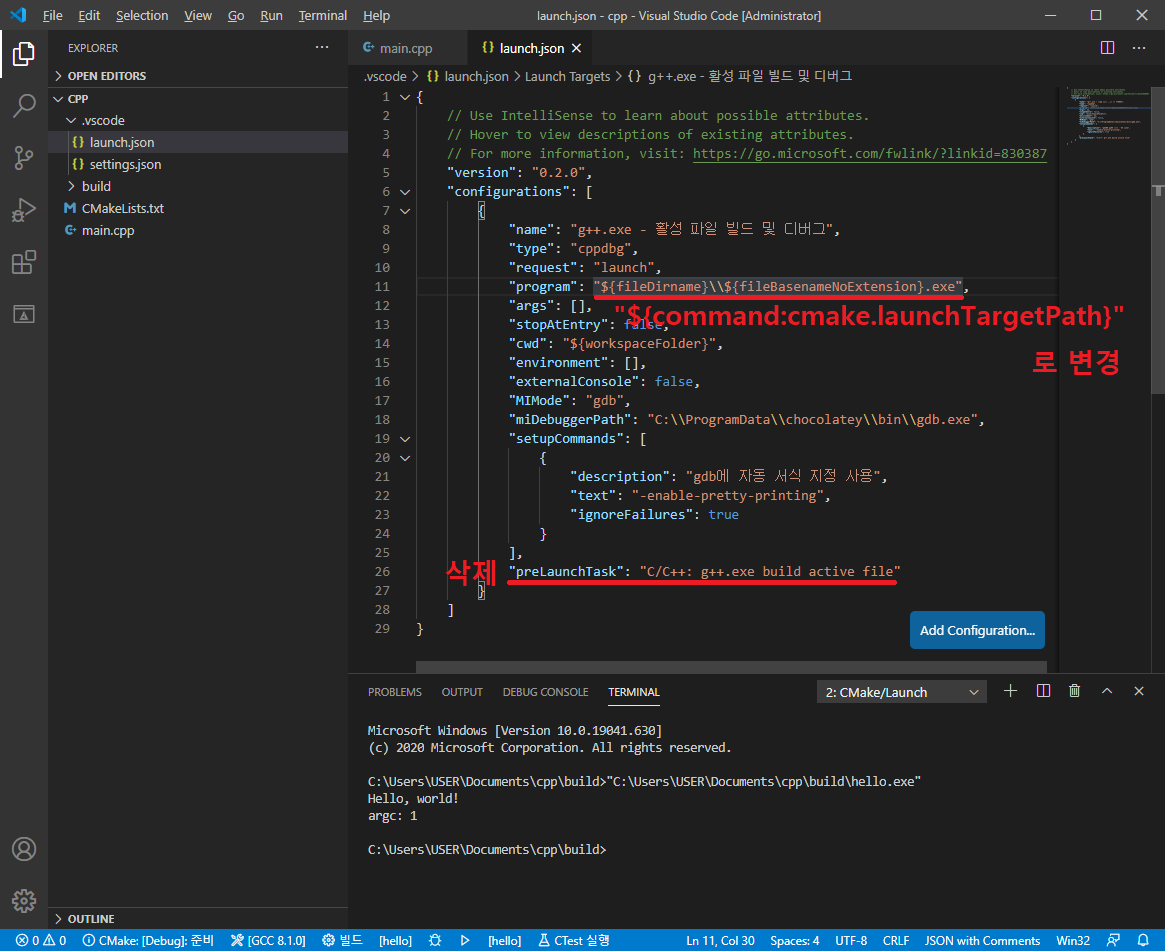 File Edit Selection View Go Run Terminal Help launch.json - cpp - Visual Studio Code [Administrator]
EXPLORER
OPEN EDITORS
CPP
.vscode
launch.json
settings.json
build
CMakeLists.txt
main.cpp
OUTLINE
main.cpp launch.json
.vscode > launch.json > Launch Targets > {} g++.exe - 활성 파일 빌드 및 디버그
1 {
2 // Use IntelliSense to learn about possible attributes.
3 // Hover to view descriptions of existing attributes.
4 // For more information, visit: https://go.microsoft.com/fwlink/?linkid=830387
5 "version": "0.2.0",
6 "configurations": [
7 {
8 "name": "g++.exe - 활성 파일 빌드 및 디버그",
9 "type": "cppdbg",
10 "request": "launch",
11 "program": "${fileDirname}\\${fileBasenameNoExtension}.exe",
12 "args": [],
"${command:cmake.launchTargetPath}"
13 "stopAtEntry": false,
14 "cwd": "${workspaceFolder}",
로 변경
15 "environment": [],
16 "externalConsole": false,
17 "MIMode": "gdb",
18 "miDebuggerPath": "C:\\ProgramData\\chocolatey\\bin\\gdb.exe",
19 "setupCommands": [
20 {
21 "description": "gdb에 자동 서식 지정 사용",
22 "text": "-enable-pretty-printing",
23 "ignoreFailures": true
24 }
25 ],
26 삭제 "preLaunchTask": "C/C++: g++.exe build active file"
27 }
28 ]
29 }
Add Configuration...
PROBLEMS OUTPUT DEBUG CONSOLE TERMINAL 2: CMake/Launch
Microsoft Windows [Version 10.0.19041.630]
(c) 2020 Microsoft Corporation. All rights reserved.
C:\Users\USER\Documents\cpp\build>"C:\Users\USER\Documents\cpp\build\hello.exe"
Hello, world!
argc: 1
C:\Users\USER\Documents\cpp\build>
0 0 CMake: [Debug]: 준비 [GCC 8.1.0] 빌드 [hello] [hello] CTest 실행 Ln 11, Col 30 Spaces: 4 UTF-8 CRLF JSON with Comments Win32